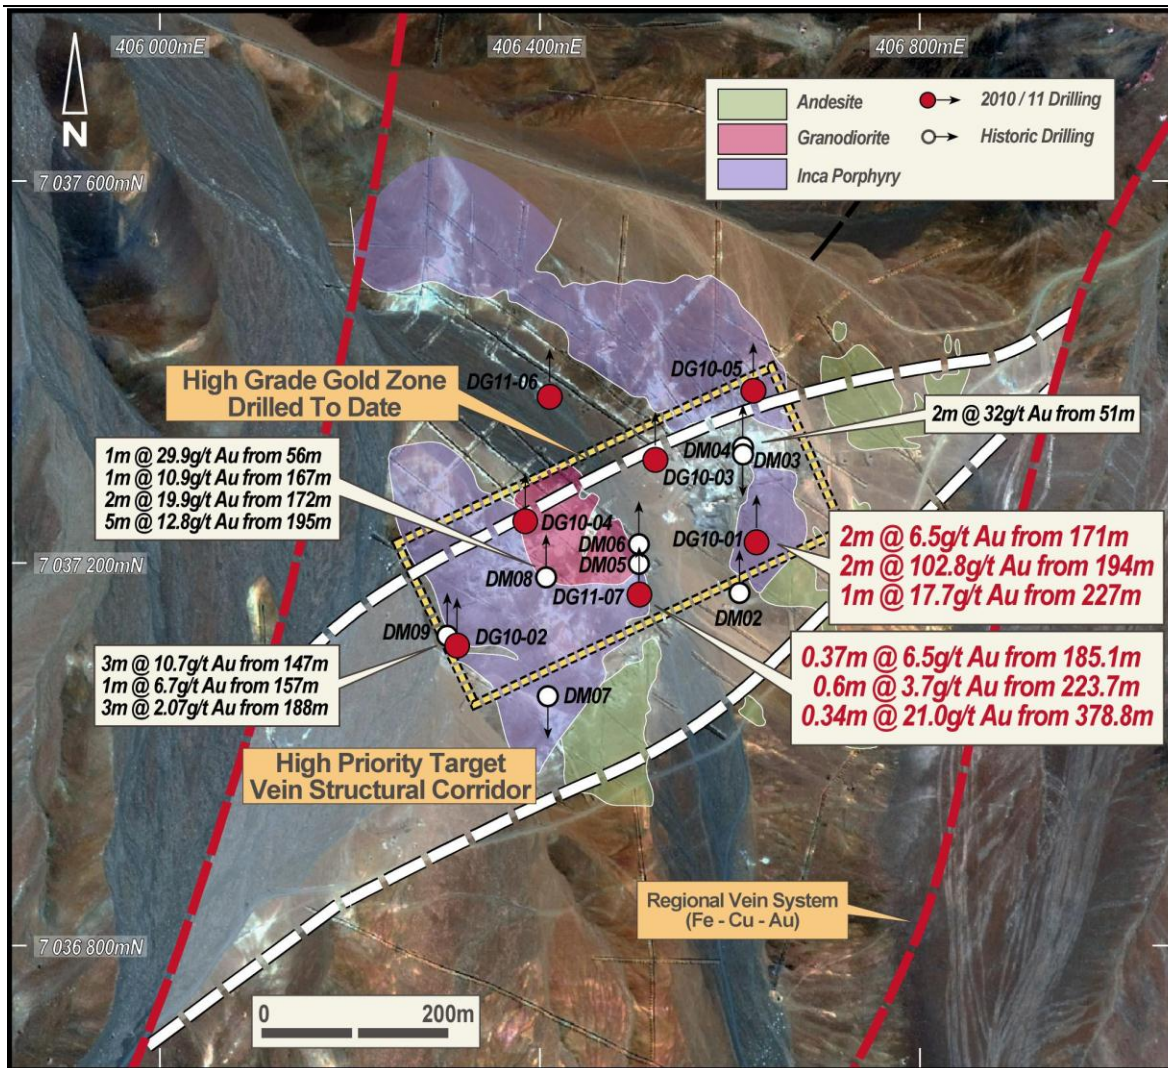 406 000mE
406 400mE
406 800mE
N
Andesite
2010 / 11 Drilling
Granodiorite
Historic Drilling
Inca Porphyry
7 037 600mN
High Grade Gold Zone
Drilled To Date
DG11-06
DG10-05
2m @ 32g/t Au from 51m
DM04
DM03
DG10-03
1m @ 29.9g/t Au from 56m
1m @ 10.9g/t Au from 167m
2m @ 19.9g/t Au from 172m
5m @ 12.8g/t Au from 195m
DG10-04
DM06
DM05
DG10-01
2m @ 6.5g/t Au from 171m
2m @ 102.8g/t Au from 194m
1m @ 17.7g/t Au from 227m
7 037 200mN
DM08
DG11-07
DM02
DM09
DG10-02
3m @ 10.7g/t Au from 147m
1m @ 6.7g/t Au from 157m
3m @ 2.07g/t Au from 188m
0.37m @ 6.5g/t Au from 185.1m
0.6m @ 3.7g/t Au from 223.7m
0.34m @ 21.0g/t Au from 378.8m
DM07
High Priority Target
Vein Structural Corridor
Regional Vein System
(Fe - Cu - Au)
7 036 800mN
0 200m